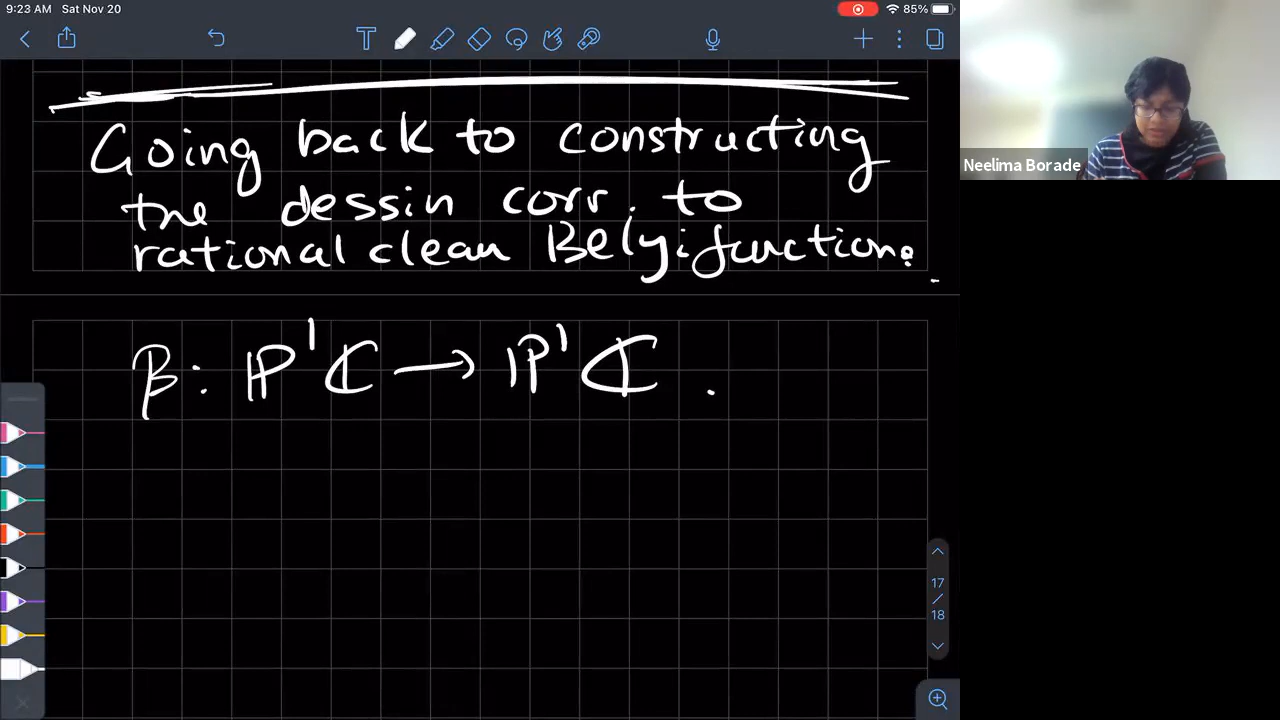 9:23 AM Sat Nov 20
85%
Going back to constructing
the dessin corr. to
rational clean Belyi function.
β: ℙ¹ℂ → ℙ¹ℂ .
Neelima Borade
17
/
18